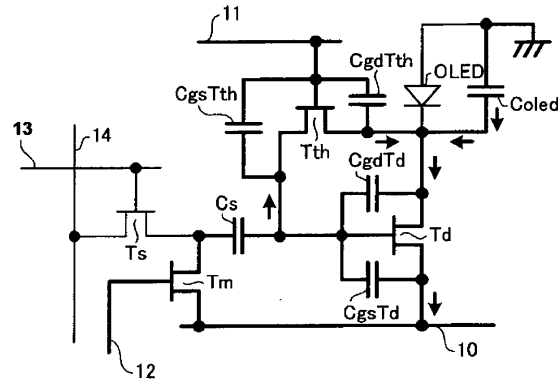 11
CgdTth
CgsTth
OLED
Coled
14
13
Tth
CgdTd
Cs
Ts
Td
Tm
CgsTd
12
10